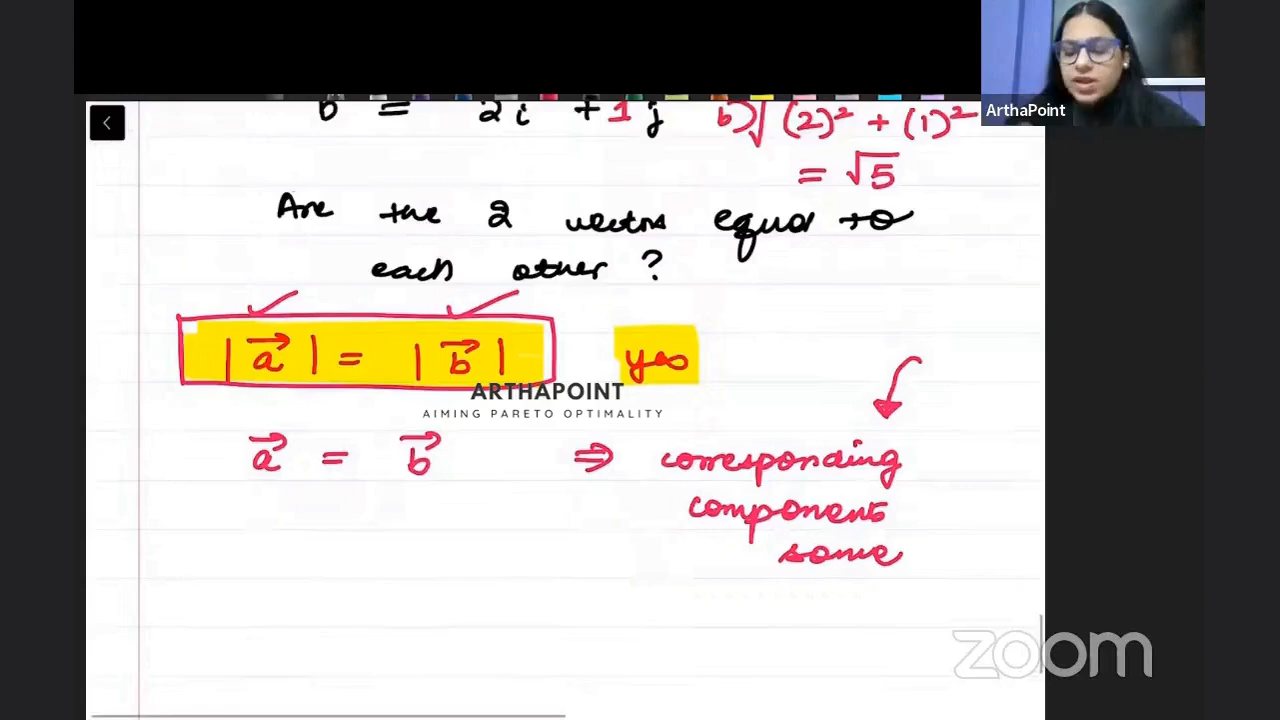 ArthaPoint
b = 2i + 1j b) √(2)² + (1)²
= √5
Are the 2 vectors equal to
each other ?
|a⃗| = |b⃗| yes
ARTHAPOINT
AIMING PARETO OPTIMALITY
a⃗ = b⃗ ⇒ corresponding
components
same
zoom